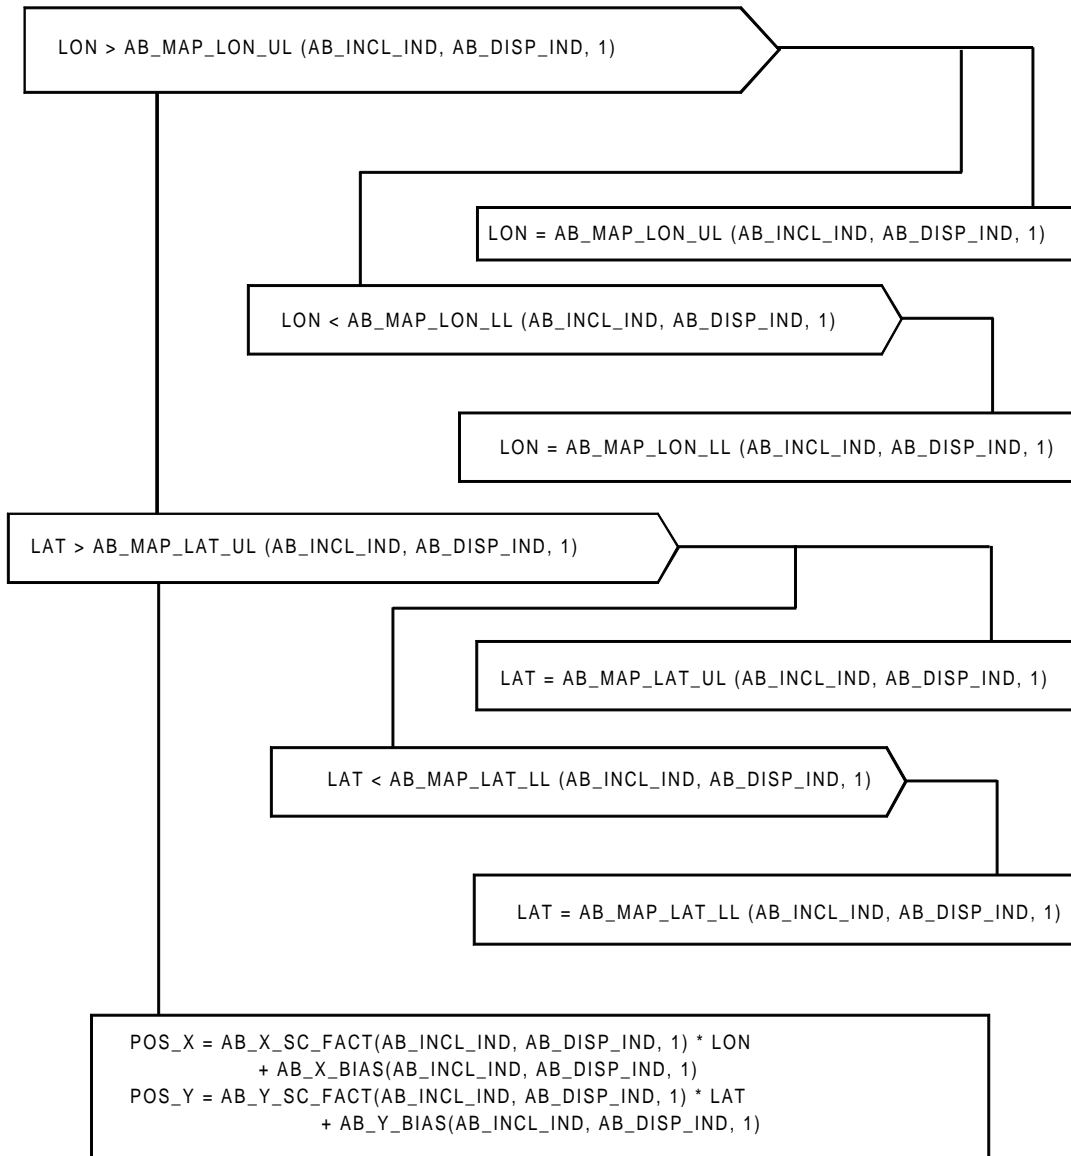 LON > AB_MAP_LON_UL (AB_INCL_IND, AB_DISP_IND, 1)
LON = AB_MAP_LON_UL (AB_INCL_IND, AB_DISP_IND, 1)
LON < AB_MAP_LON_LL (AB_INCL_IND, AB_DISP_IND, 1)
LON = AB_MAP_LON_LL (AB_INCL_IND, AB_DISP_IND, 1)
LAT > AB_MAP_LAT_UL (AB_INCL_IND, AB_DISP_IND, 1)
LAT = AB_MAP_LAT_UL (AB_INCL_IND, AB_DISP_IND, 1)
LAT < AB_MAP_LAT_LL (AB_INCL_IND, AB_DISP_IND, 1)
LAT = AB_MAP_LAT_LL (AB_INCL_IND, AB_DISP_IND, 1)
POS_X = AB_X_SC_FACT(AB_INCL_IND, AB_DISP_IND, 1) * LON
+ AB_X_BIAS(AB_INCL_IND, AB_DISP_IND, 1)
POS_Y = AB_Y_SC_FACT(AB_INCL_IND, AB_DISP_IND, 1) * LAT
+ AB_Y_BIAS(AB_INCL_IND, AB_DISP_IND, 1)